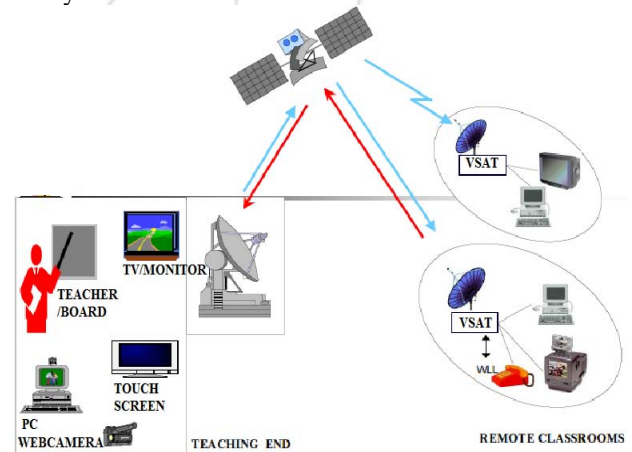 VSAT
TV/MONITOR
TEACHER
/BOARD
VSAT
WLL
TOUCH
SCREEN
PC
WEBCAMERA
TEACHING END
REMOTE CLASSROOMS